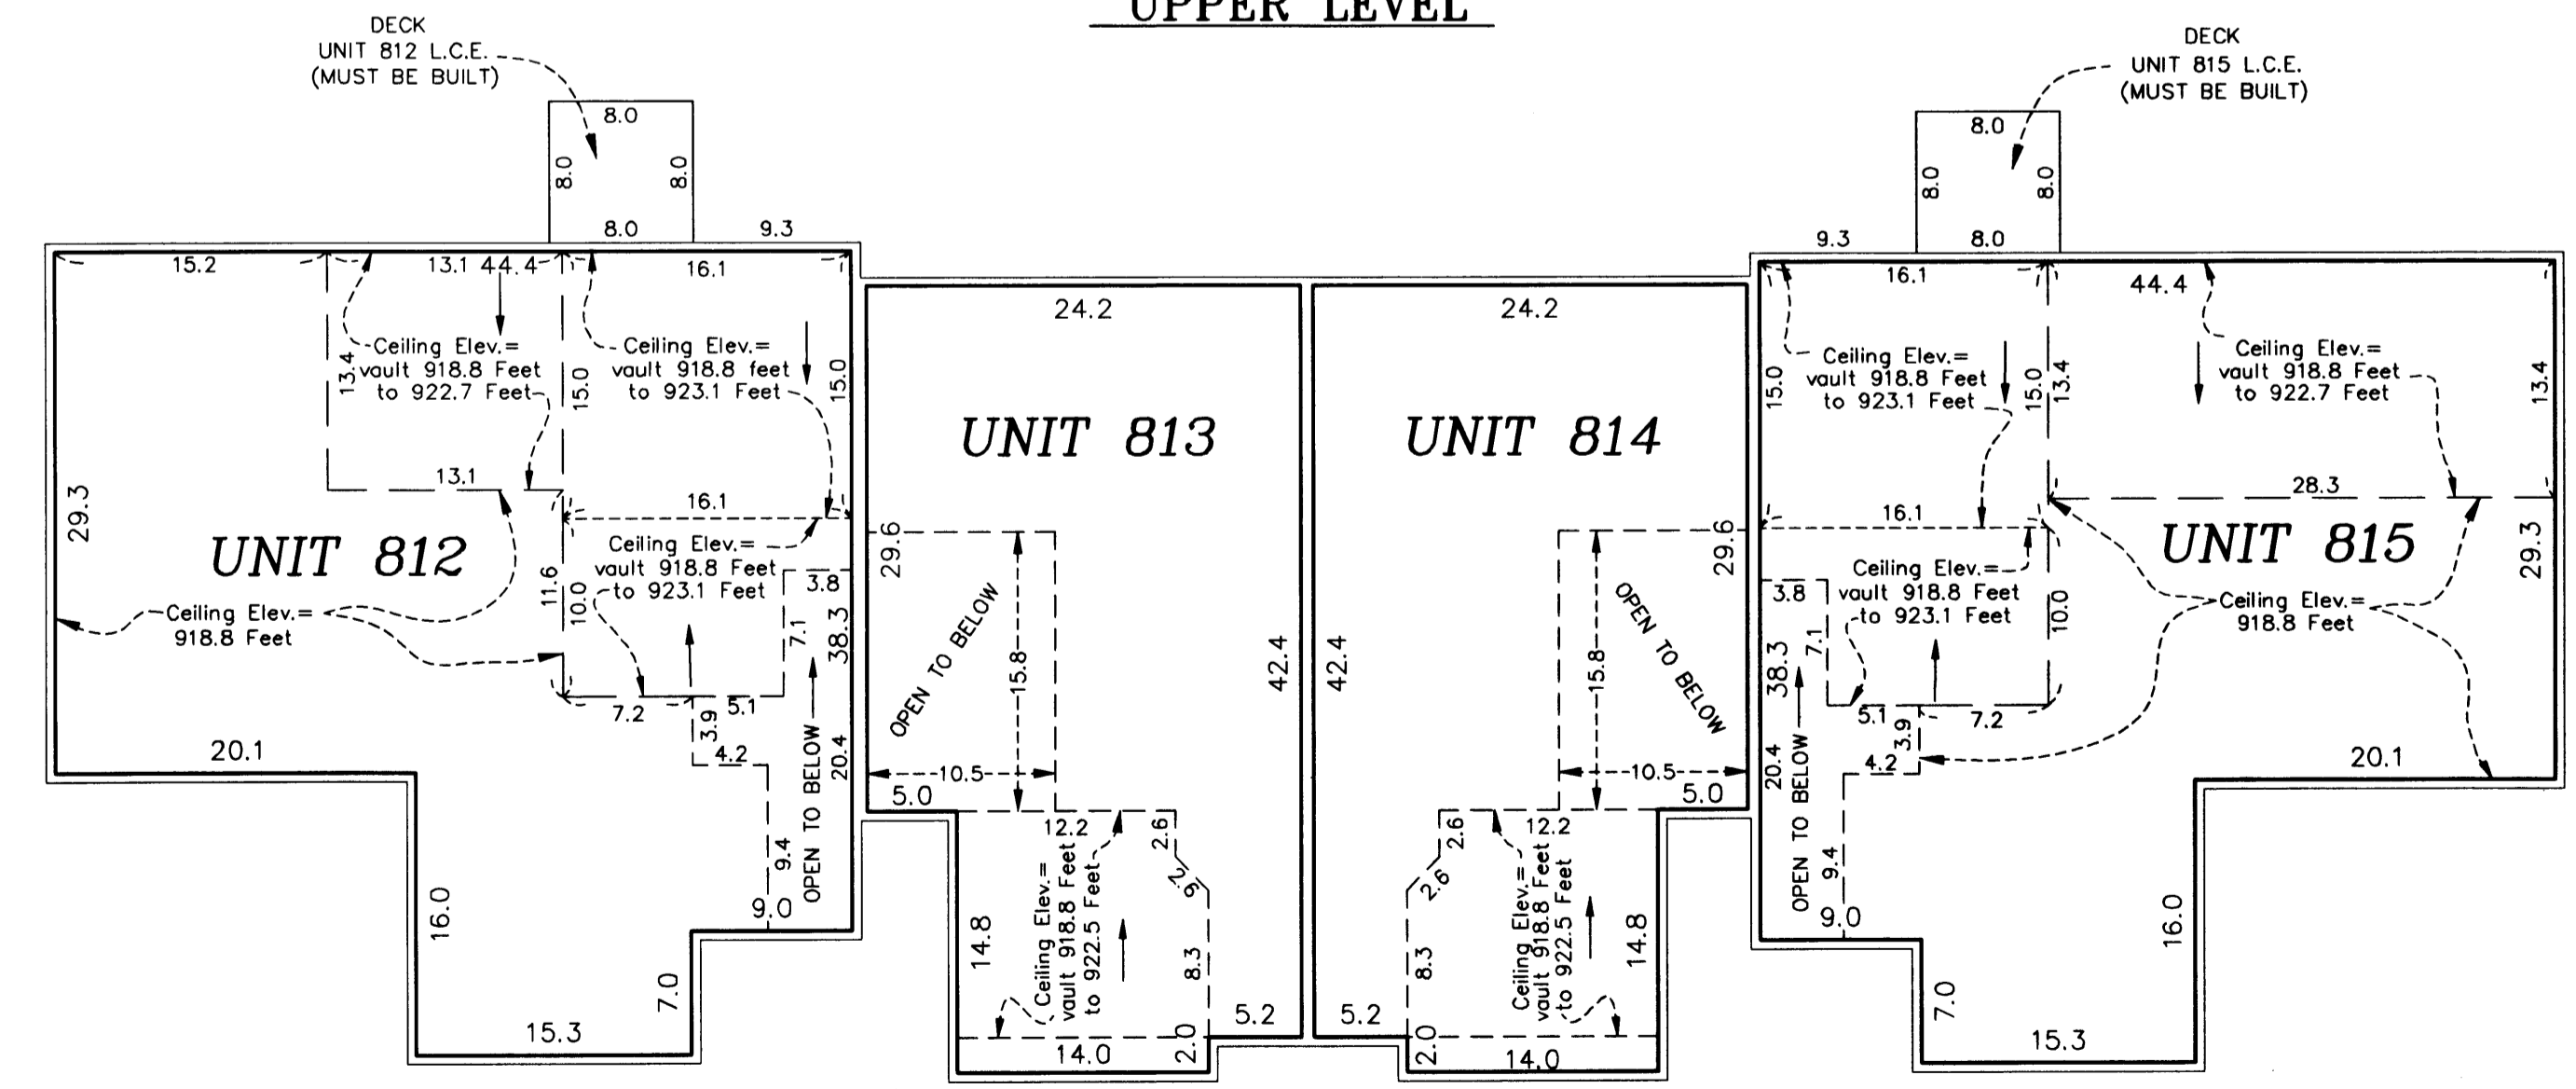 UPPER LEVEL
DECK
UNIT 812 L.C.E.
(MUST BE BUILT)
DECK
UNIT 815 L.C.E.
(MUST BE BUILT)
8.0
8.0
8.0
8.0
9.3
15.2
13.1
44.4
16.1
13.4
Ceiling Elev.=
vault 918.8 Feet
to 922.7 Feet
15.0
Ceiling Elev.=
vault 918.8 feet
to 923.1 Feet
15.0
13.1
16.1
29.3
UNIT 812
Ceiling Elev.=
918.8 Feet
11.6
10.0
Ceiling Elev.=
vault 918.8 Feet
to 923.1 Feet
3.8
7.1
38.3
7.2
5.1
3.9
4.2
20.4
OPEN TO BELOW
9.4
9.0
20.1
16.0
7.0
15.3
24.2
UNIT 813
29.6
OPEN TO BELOW
15.8
42.4
10.5
5.0
12.2
2.6
2.6
Ceiling Elev.=
vault 918.8 Feet
to 922.5 Feet
14.8
8.3
5.2
2.0
14.0
24.2
UNIT 814
29.6
OPEN TO BELOW
15.8
42.4
10.5
5.0
12.2
2.6
2.6
Ceiling Elev.=
vault 918.8 Feet
to 922.5 Feet
14.8
8.3
5.2
2.0
14.0
8.0
8.0
8.0
8.0
9.3
16.1
44.4
15.0
Ceiling Elev.=
vault 918.8 Feet
to 923.1 Feet
15.0
13.4
Ceiling Elev.=
vault 918.8 Feet
to 922.7 Feet
13.4
28.3
16.1
UNIT 815
29.3
3.8
7.1
Ceiling Elev.=
vault 918.8 Feet
to 923.1 Feet
10.0
Ceiling Elev.=
918.8 Feet
38.3
5.1
7.2
3.9
4.2
20.4
OPEN TO BELOW
9.4
9.0
20.1
16.0
7.0
15.3